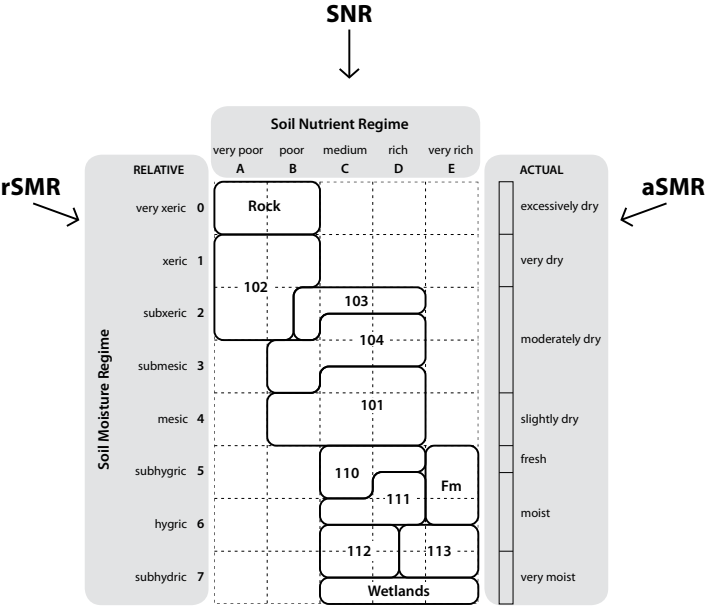 SNR
Soil Nutrient Regime
very poor poor medium rich very rich
RELATIVE A B C D E ACTUAL
rSMR aSMR
very xeric 0 Rock excessively dry
xeric 1 very dry
102
subxeric 2 103
104 moderately dry
submesic 3
101
mesic 4 slightly dry
fresh
subhygric 5 110
Fm
111
moist
hygric 6
112 113
subhydric 7 very moist
Wetlands
Soil Moisture Regime